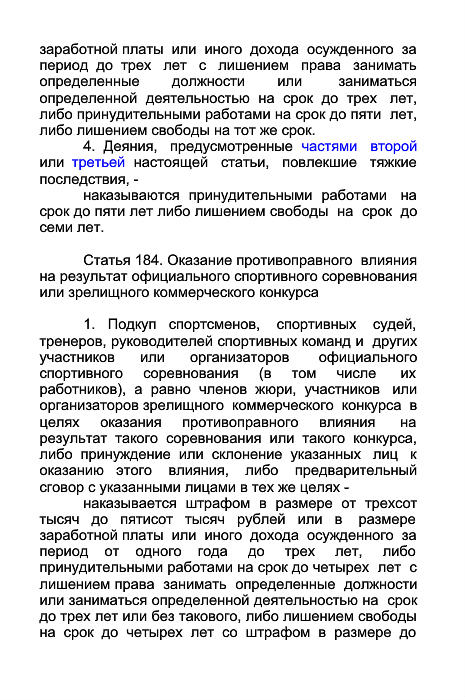 заработной платы или иного дохода осужденного за
период до трех лет с лишением права занимать
определенные должности или заниматься
определенной деятельностью на срок до трех лет,
либо принудительными работами на срок до пяти лет,
либо лишением свободы на тот же срок.
4. Деяния, предусмотренные частями второй
или третьей настоящей статьи, повлекшие тяжкие
последствия, -
наказываются принудительными работами на
срок до пяти лет либо лишением свободы на срок до
семи лет.
Статья 184. Оказание противоправного влияния
на результат официального спортивного соревнования
или зрелищного коммерческого конкурса
1. Подкуп спортсменов, спортивных судей,
тренеров, руководителей спортивных команд и других
участников или организаторов официального
спортивного соревнования (в том числе их
работников), а равно членов жюри, участников или
организаторов зрелищного коммерческого конкурса в
целях оказания противоправного влияния на
результат такого соревнования или такого конкурса,
либо принуждение или склонение указанных лиц к
оказанию этого влияния, либо предварительный
сговор с указанными лицами в тех же целях -
наказывается штрафом в размере от трехсот
тысяч до пятисот тысяч рублей или в размере
заработной платы или иного дохода осужденного за
период от одного года до трех лет, либо
принудительными работами на срок до четырех лет с
лишением права занимать определенные должности
или заниматься определенной деятельностью на срок
до трех лет или без такового, либо лишением свободы
на срок до четырех лет со штрафом в размере до